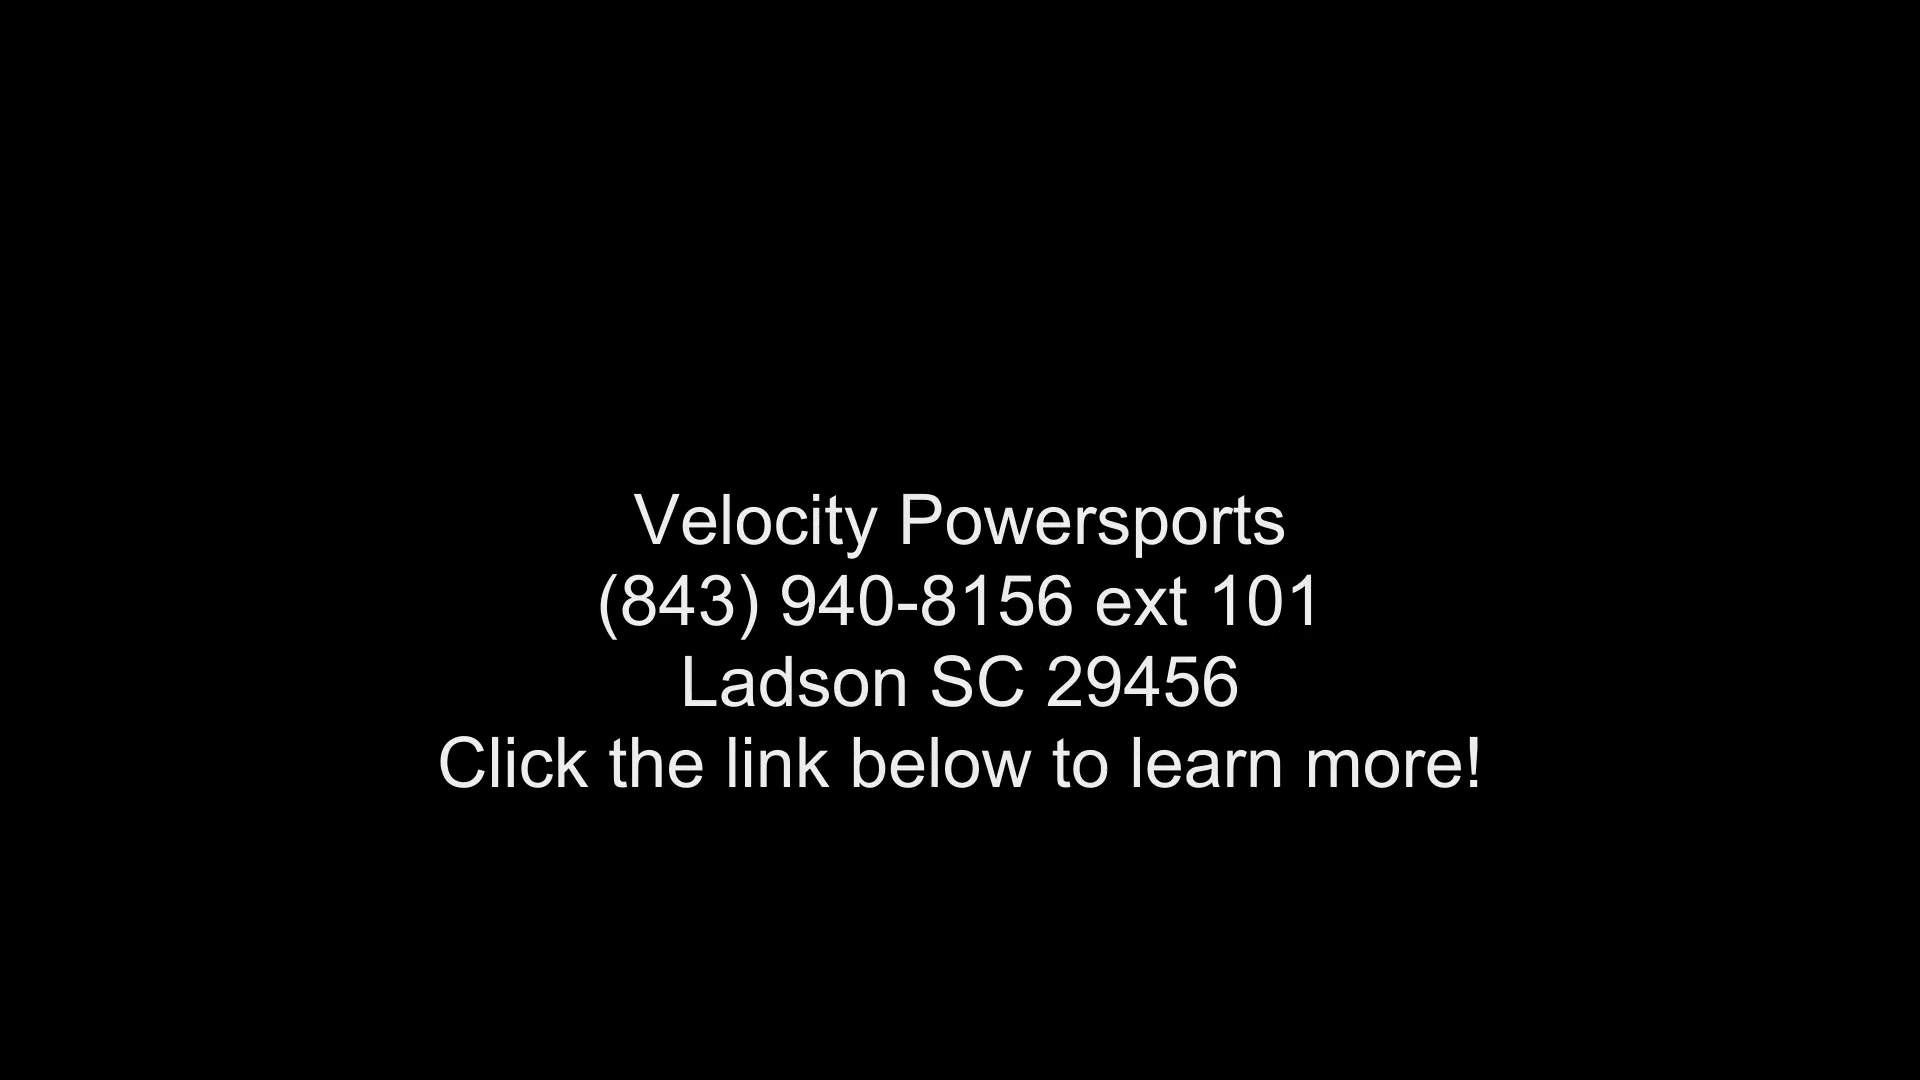 Velocity Powersports
(843) 940-8156 ext 101
Ladson SC 29456
Click the link below to learn more!